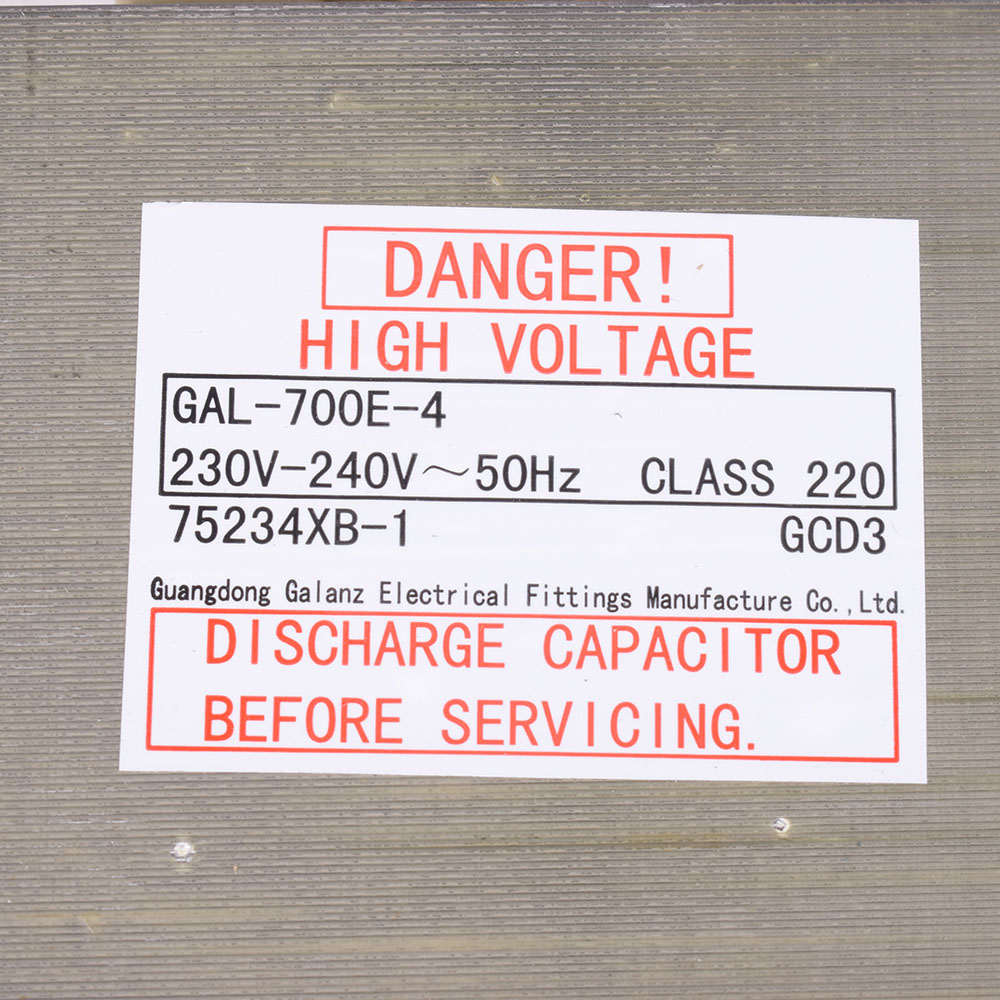 DANGER!
HIGH VOLTAGE
GAL-700E-4
230V-240V～50Hz CLASS 220
75234XB-1 GCD3
Guangdong Galanz Electrical Fittings Manufacture Co.,Ltd.
DISCHARGE CAPACITOR
BEFORE SERVICING.